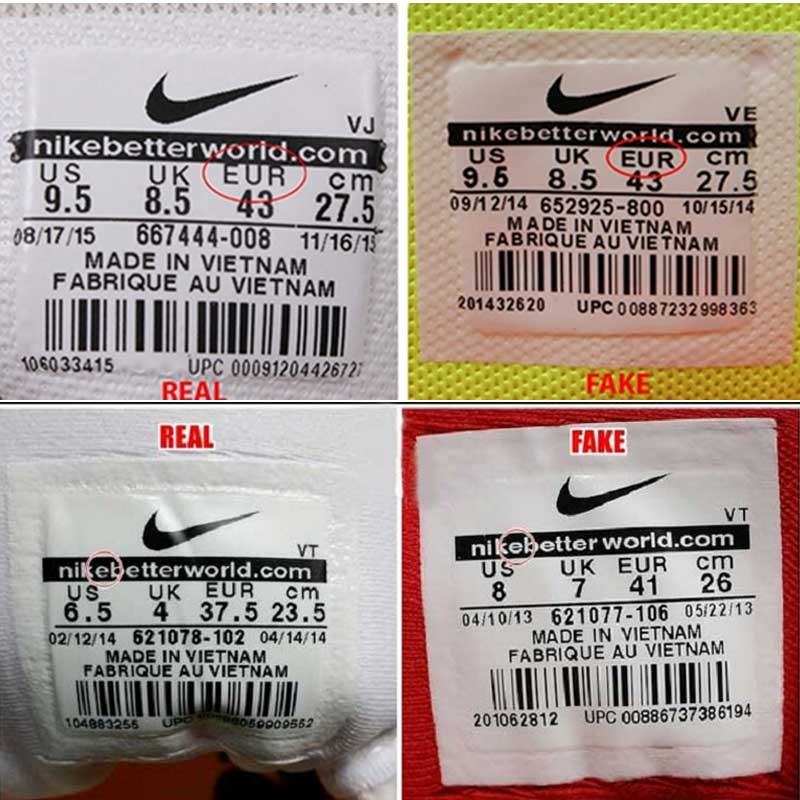 VJ
nikebetterworld.com
US UK EUR cm
9.5 8.5 43 27.5
08/17/15 667444-008 11/16/15
MADE IN VIETNAM
FABRIQUE AU VIETNAM
106033415 UPC 00091204426727
REAL
VE
nikebetterworld.com
US UK EUR cm
9.5 8.5 43 27.5
09/12/14 652925-800 10/15/14
MADE IN VIETNAM
FABRIQUE AU VIETNAM
201432620 UPC 00887232998363
FAKE
REAL
VT
nikebetterworld.com
US UK EUR cm
6.5 4 37.5 23.5
02/12/14 621078-102 04/14/14
MADE IN VIETNAM
FABRIQUE AU VIETNAM
104883256 UPC
FAKE
VT
nikebetterworld.com
US UK EUR cm
8 7 41 26
04/10/13 621077-106 05/22/13
MADE IN VIETNAM
FABRIQUE AU VIETNAM
201062812 UPC 00886737386194